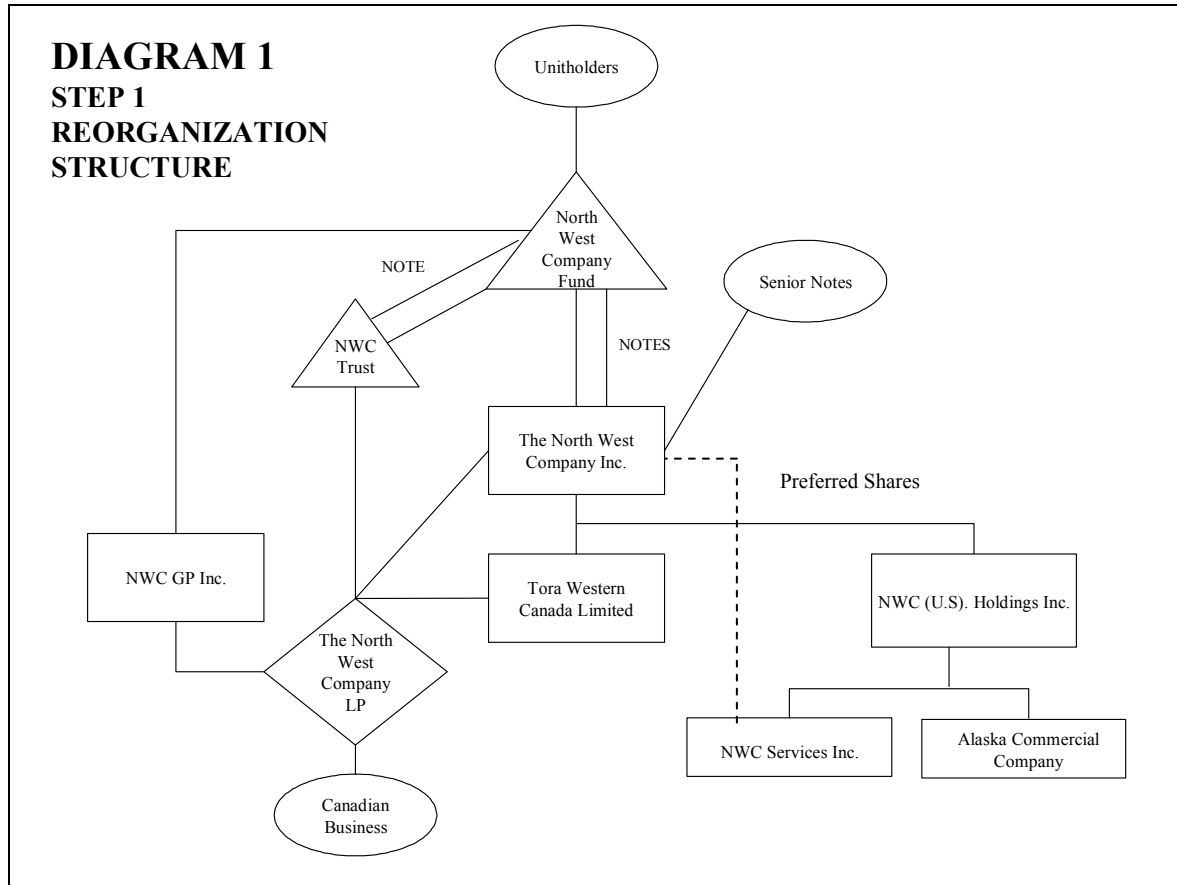 DIAGRAM 1
STEP 1
REORGANIZATION
STRUCTURE
Unitholders
North
West
Company
Fund
NOTE
Senior Notes
NWC
Trust
NOTES
The North West
Company Inc.
Preferred Shares
NWC GP Inc.
Tora Western
Canada Limited
NWC (U.S). Holdings Inc.
The North
West
Company
LP
NWC Services Inc.
Alaska Commercial
Company
Canadian
Business